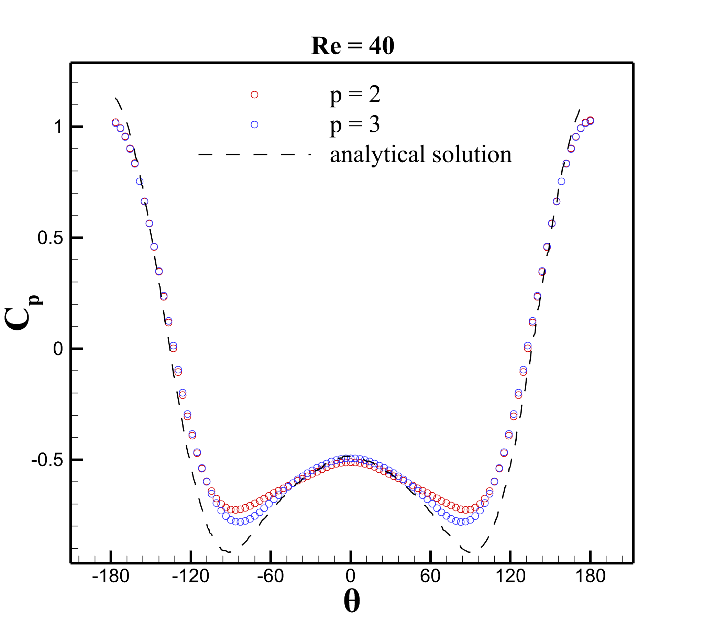 Re = 40
p = 2
p = 3
analytical solution
1
0.5
0
-0.5
Cp
-180 -120 -60 0 60 120 180
θ